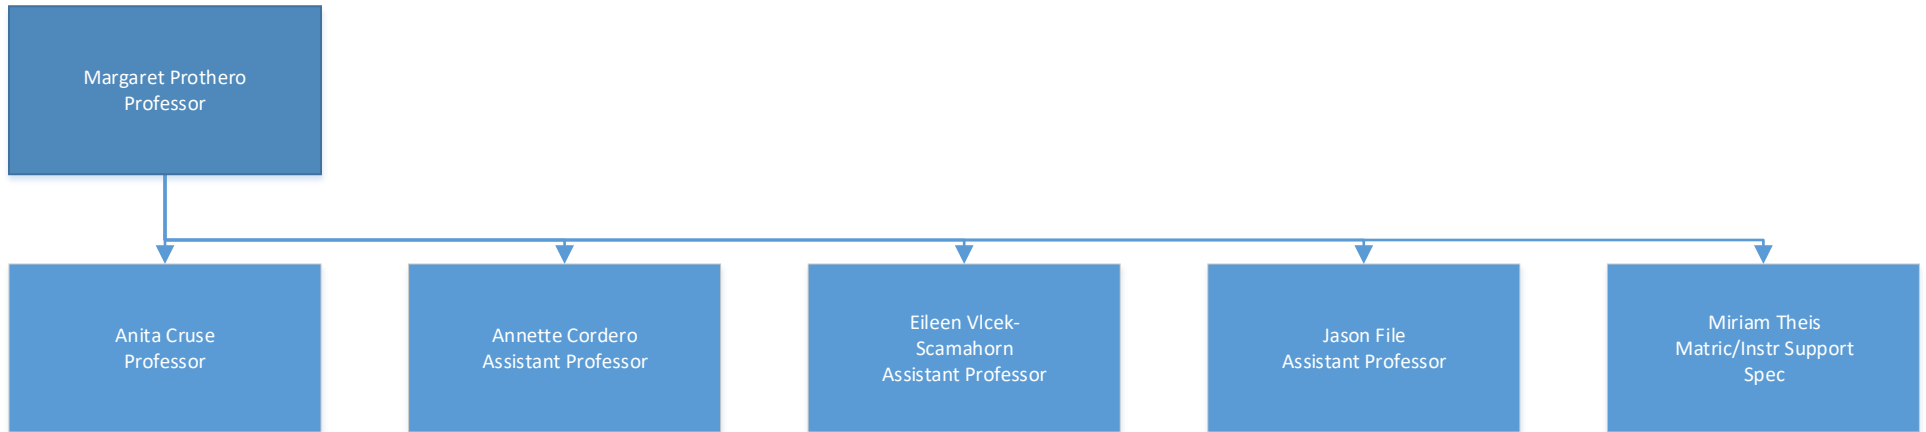 Margaret Prothero
Professor
Anita Cruse
Professor
Annette Cordero
Assistant Professor
Eileen Vlcek-
Scamahorn
Assistant Professor
Jason File
Assistant Professor
Miriam Theis
Matric/Instr Support
Spec